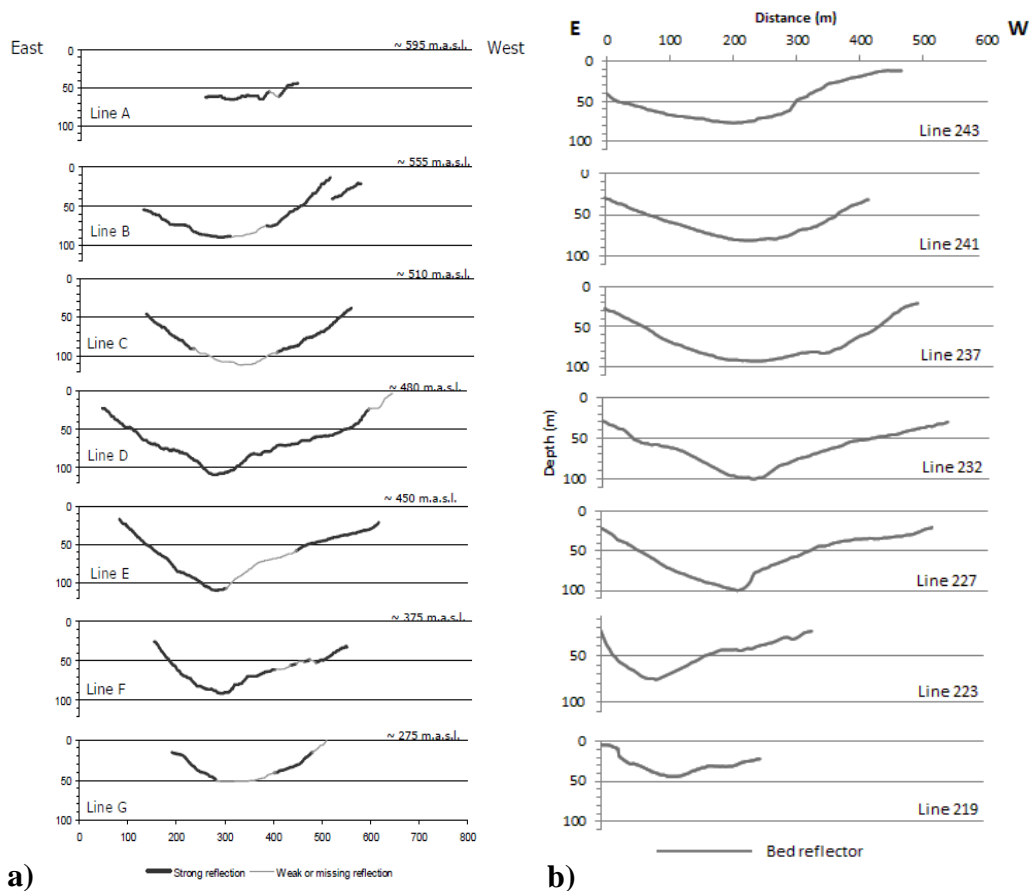 East West
0 50 100 ~ 595 m.a.s.l. Line A
0 50 100 ~ 555 m.a.s.l. Line B
0 50 100 ~ 510 m.a.s.l. Line C
0 50 100 ~ 480 m.a.s.l. Line D
0 50 100 ~ 450 m.a.s.l. Line E
0 50 100 ~ 375 m.a.s.l. Line F
0 50 100 ~ 275 m.a.s.l. Line G
0 100 200 300 400 500 600 700 800
Strong reflection Weak or missing reflection
a)
Distance (m)
E W
0 100 200 300 400 500 600
0 50 100 Line 243
0 50 100 Line 241
0 50 100 Line 237
0 50 100 Line 232
Depth (m)
0 50 100 Line 227
50 100 Line 223
0 50 100 Line 219
Bed reflector
b)